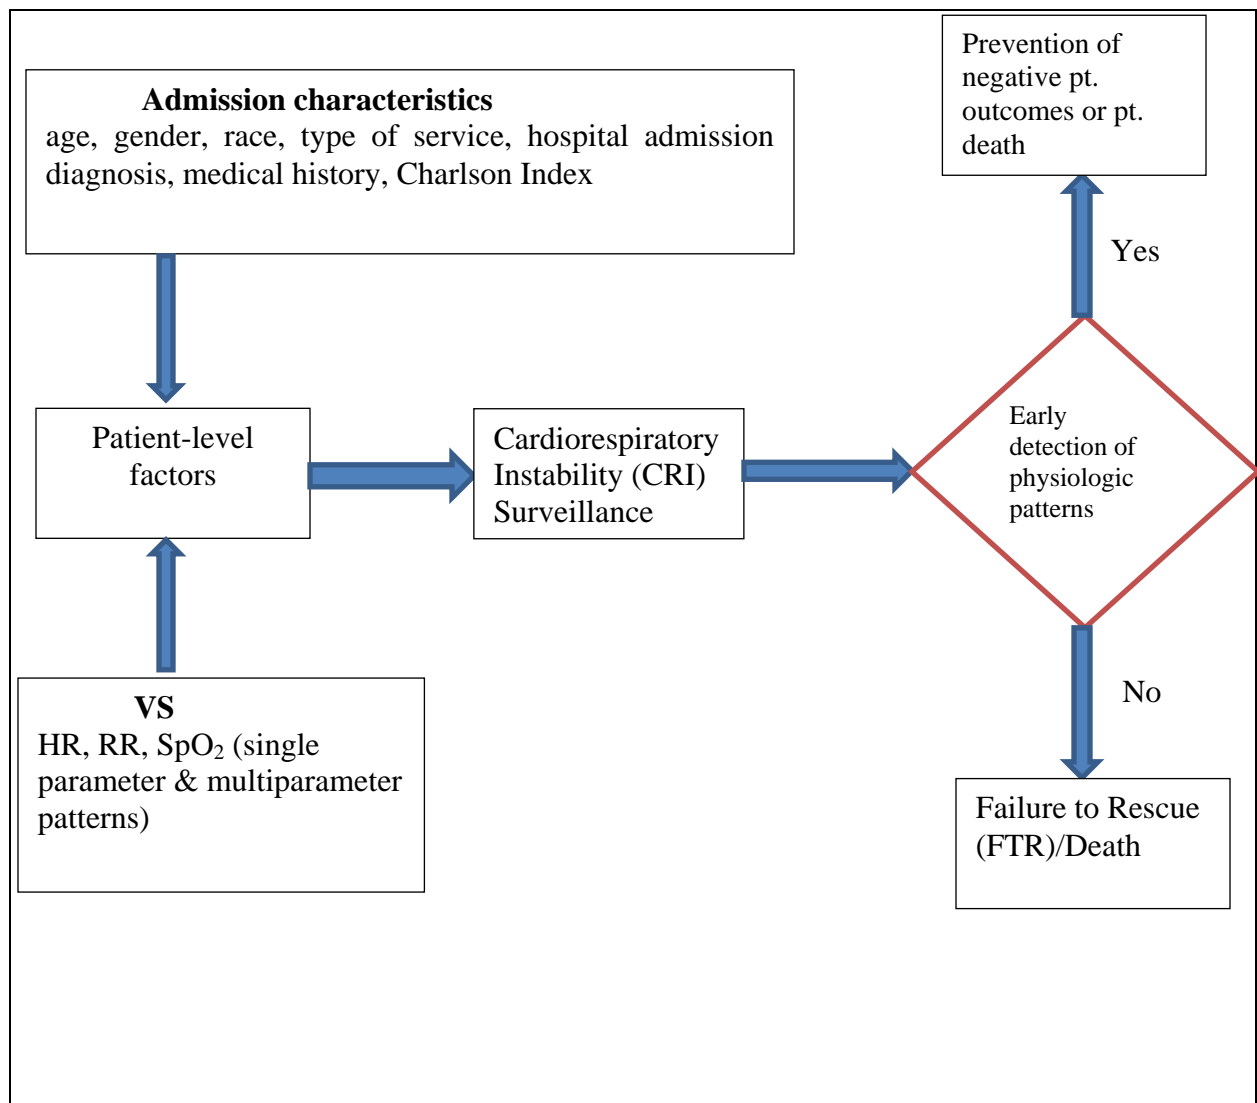 Admission characteristics
age, gender, race, type of service, hospital admission
diagnosis, medical history, Charlson Index
Patient-level
factors
VS
HR, RR, SpO₂ (single
parameter & multiparameter
patterns)
Cardiorespiratory
Instability (CRI)
Surveillance
Early
detection of
physiologic
patterns
Yes
Prevention of
negative pt.
outcomes or pt.
death
No
Failure to Rescue
(FTR)/Death